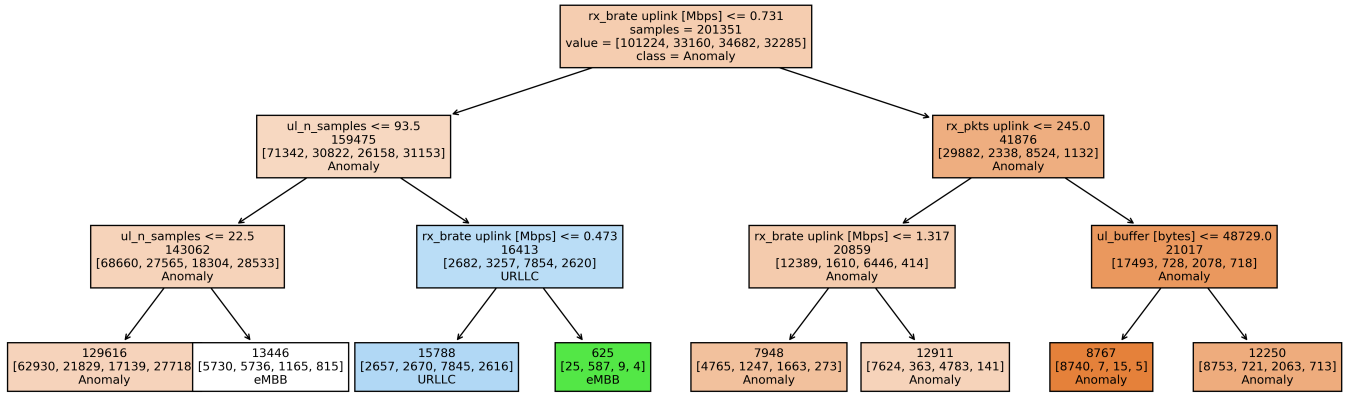 rx_brate uplink [Mbps] <= 0.731
samples = 201351
value = [101224, 33160, 34682, 32285]
class = Anomaly
ul_n_samples <= 93.5
159475
[71342, 30822, 26158, 31153]
Anomaly
rx_pkts uplink <= 245.0
41876
[29882, 2338, 8524, 1132]
Anomaly
ul_n_samples <= 22.5
143062
[68660, 27565, 18304, 28533]
Anomaly
rx_brate uplink [Mbps] <= 0.473
16413
[2682, 3257, 7854, 2620]
URLLC
rx_brate uplink [Mbps] <= 1.317
20859
[12389, 1610, 6446, 414]
Anomaly
ul_buffer [bytes] <= 48729.0
21017
[17493, 728, 2078, 718]
Anomaly
129616
[62930, 21829, 17139, 27718
Anomaly
13446
[5730, 5736, 1165, 815]
eMBB
15788
[2657, 2670, 7845, 2616]
URLLC
625
[25, 587, 9, 4]
eMBB
7948
[4765, 1247, 1663, 273]
Anomaly
12911
[7624, 363, 4783, 141]
Anomaly
8767
[8740, 7, 15, 5]
Anomaly
12250
[8753, 721, 2063, 713]
Anomaly